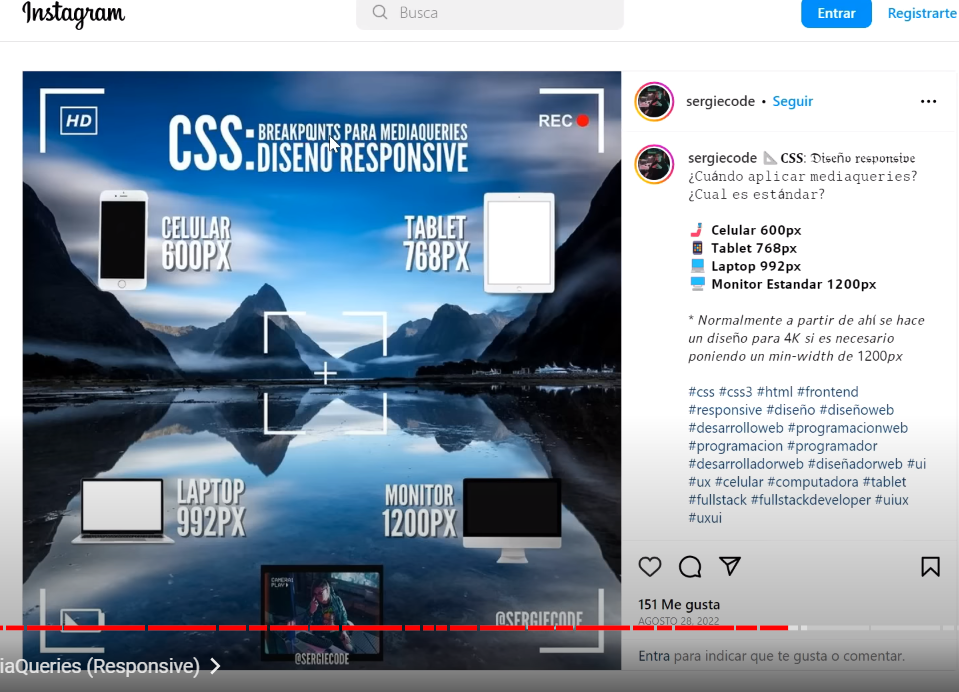 Instagram
Busca
Entrar
Registrarte
HD
REC
CSS:
BREAKPOINTS PARA MEDIAQUERIES
DISEÑO RESPONSIVE
CELULAR
600PX
TABLET
768PX
LAPTOP
992PX
MONITOR
1200PX
CAMERA1
PLAY
@SERGIECODE
@SERGIECODE
sergiecode • Seguir
sergiecode 📐 𝐂𝐒𝐒: 𝔇𝔦𝔰𝔢ñ𝔬 𝔯𝔢𝔰𝔭𝔬𝔫𝔰𝔦𝔳𝔢
¿𝙲𝚞á𝚗𝚍𝚘 𝚊𝚙𝚕𝚒𝚌𝚊𝚛 𝚖𝚎𝚍𝚒𝚊𝚚𝚞𝚎𝚛𝚒𝚎𝚜?
¿𝙲𝚞𝚊𝚕 𝚎𝚜 𝚎𝚜𝚝á𝚗𝚍𝚊𝚛?
🤳 Celular 600px
📱 Tablet 768px
💻 Laptop 992px
🖥️ Monitor Estandar 1200px
* Normalmente a partir de ahí se hace
un diseño para 4K si es necesario
poniendo un min-width de 1200px
#css #css3 #html #frontend
#responsive #diseño #diseñoweb
#desarrolloweb #programacionweb
#programacion #programador
#desarrolladorweb #diseñadorweb #ui
#ux #celular #computadora #tablet
#fullstack #fullstackdeveloper #uiux
#uxui
151 Me gusta
AGOSTO 28, 2022
Entra para indicar que te gusta o comentar.
iaQueries (Responsive)